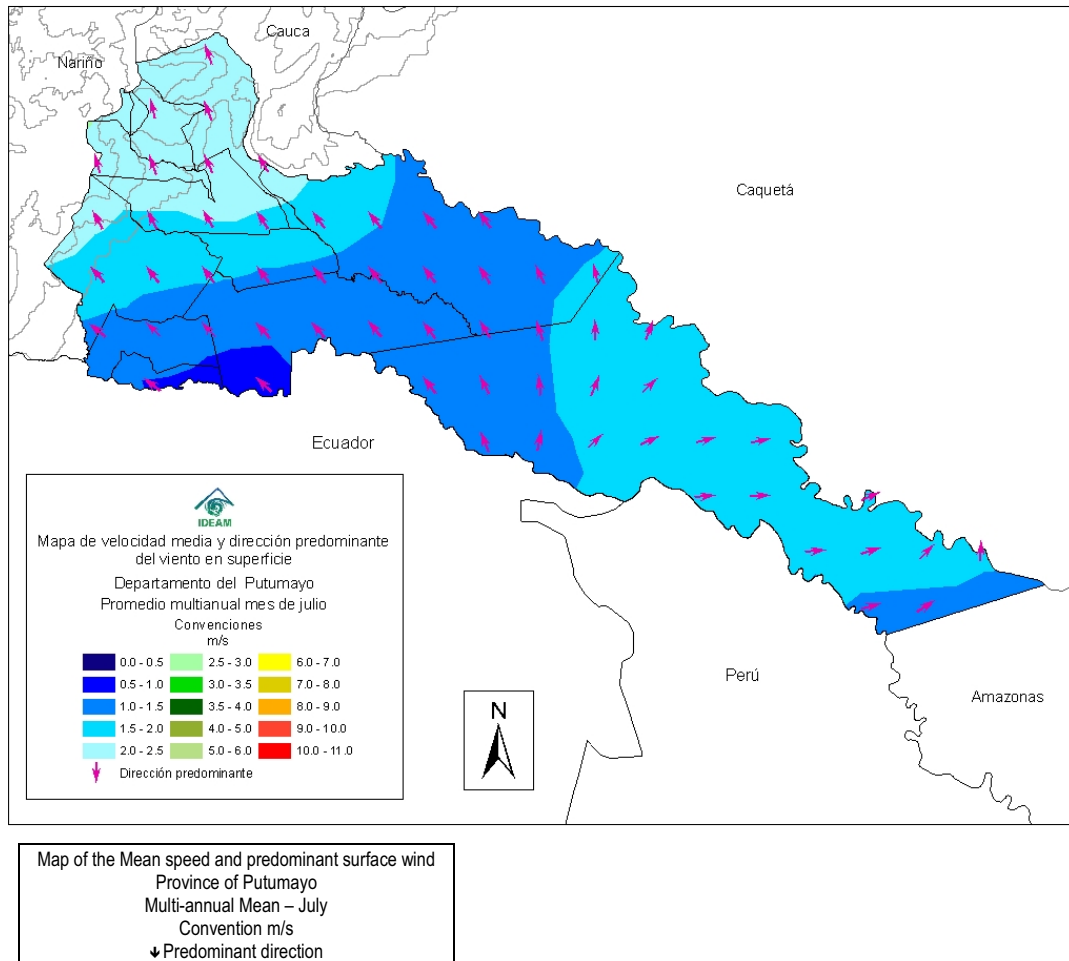 Cauca
Nariño
Caquetá
Ecuador
Perú
Amazonas
N
IDEAM
Mapa de velocidad media y dirección predominante
del viento en superficie
Departamento del Putumayo
Promedio multianual mes de julio
Convenciones
m/s
0.0 - 0.5 2.5 - 3.0 6.0 - 7.0
0.5 - 1.0 3.0 - 3.5 7.0 - 8.0
1.0 - 1.5 3.5 - 4.0 8.0 - 9.0
1.5 - 2.0 4.0 - 5.0 9.0 - 10.0
2.0 - 2.5 5.0 - 6.0 10.0 - 11.0
Dirección predominante
Map of the Mean speed and predominant surface wind
Province of Putumayo
Multi-annual Mean – July
Convention m/s
Predominant direction